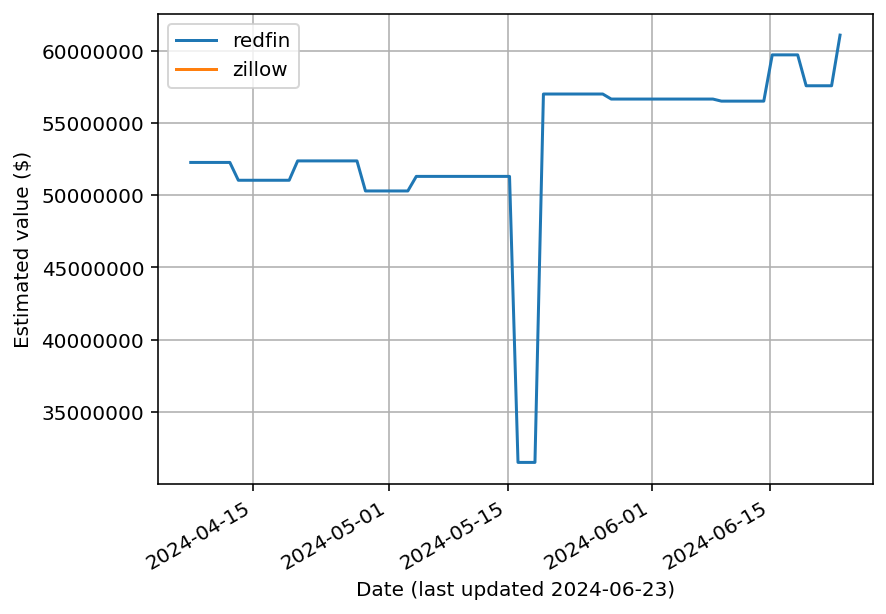 redfin
zillow
60000000
55000000
50000000
45000000
40000000
35000000
Estimated value ($)
2024-04-15
2024-05-01
2024-05-15
2024-06-01
2024-06-15
Date (last updated 2024-06-23)